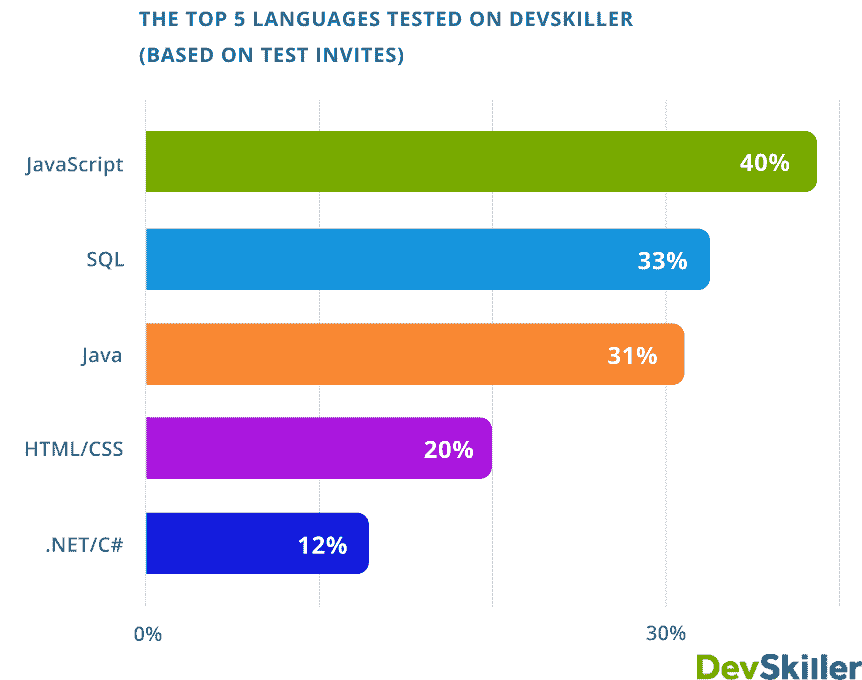 THE TOP 5 LANGUAGES TESTED ON DEVSKILLER
(BASED ON TEST INVITES)
JavaScript 40%
SQL 33%
Java 31%
HTML/CSS 20%
.NET/C# 12%
0% 30%
DevSkiller